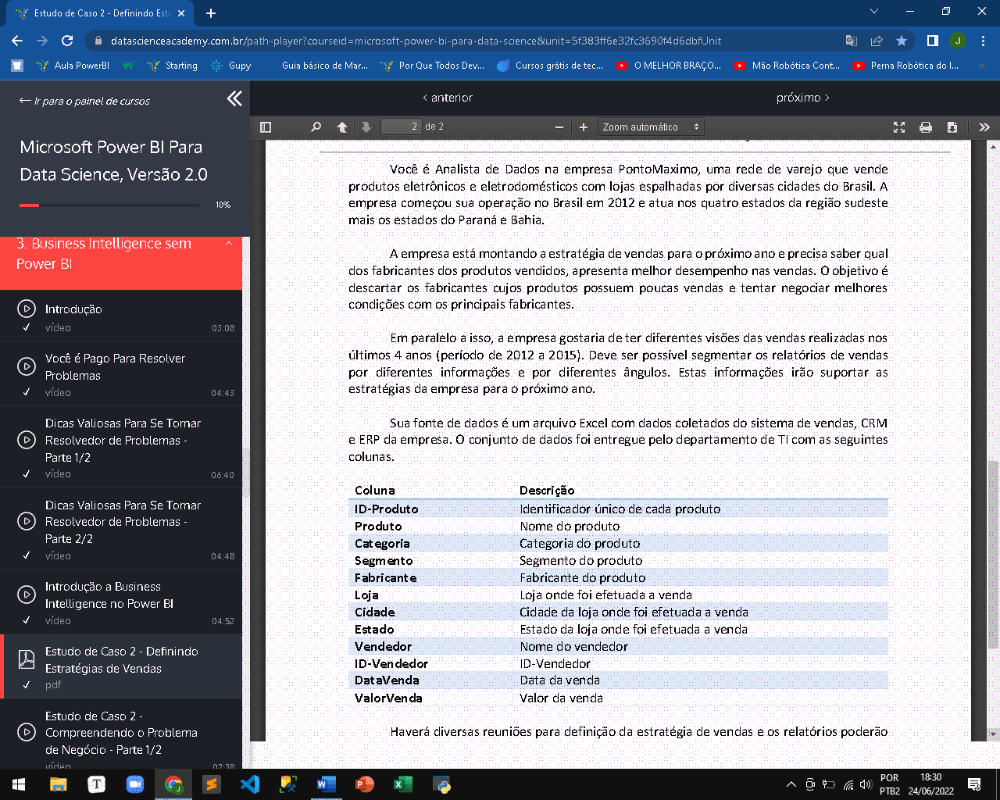 Estudo de Caso 2 - Definindo Estr
datascienceacademy.com.br/path-player?courseid=microsoft-power-bi-para-data-science&unit=5f383ff6e32fc3690f4d6dbfUnit
J
Aula PowerBI
Starting
Gupy
Guia básico de Mar...
Por Que Todos Dev...
Cursos grátis de tec...
O MELHOR BRAÇO...
Mão Robótica Cont...
Perna Robótica do I...
Ir para o painel de cursos
Microsoft Power BI Para
Data Science, Versão 2.0
10%
3. Business Intelligence sem
Power BI
Introdução
vídeo 03:08
Você é Pago Para Resolver
Problemas
vídeo 04:43
Dicas Valiosas Para Se Tornar
Resolvedor de Problemas -
Parte 1/2
vídeo 06:40
Dicas Valiosas Para Se Tornar
Resolvedor de Problemas -
Parte 2/2
vídeo 04:48
Introdução a Business
Intelligence no Power BI
vídeo 04:52
Estudo de Caso 2 - Definindo
Estratégias de Vendas
pdf
Estudo de Caso 2 -
Compreendendo o Problema
de Negócio - Parte 1/2
vídeo 02:38
< anterior
próximo >
2 de 2
Zoom automático
Você é Analista de Dados na empresa PontoMaximo, uma rede de varejo que vende
produtos eletrônicos e eletrodomésticos com lojas espalhadas por diversas cidades do Brasil. A
empresa começou sua operação no Brasil em 2012 e atua nos quatro estados da região sudeste
mais os estados do Paraná e Bahia.
A empresa está montando a estratégia de vendas para o próximo ano e precisa saber qual
dos fabricantes dos produtos vendidos, apresenta melhor desempenho nas vendas. O objetivo é
descartar os fabricantes cujos produtos possuem poucas vendas e tentar negociar melhores
condições com os principais fabricantes.
Em paralelo a isso, a empresa gostaria de ter diferentes visões das vendas realizadas nos
últimos 4 anos (período de 2012 a 2015). Deve ser possível segmentar os relatórios de vendas
por diferentes informações e por diferentes ângulos. Estas informações irão suportar as
estratégias da empresa para o próximo ano.
Sua fonte de dados é um arquivo Excel com dados coletados do sistema de vendas, CRM
e ERP da empresa. O conjunto de dados foi entregue pelo departamento de TI com as seguintes
colunas.
Coluna Descrição
ID-Produto Identificador único de cada produto
Produto Nome do produto
Categoria Categoria do produto
Segmento Segmento do produto
Fabricante Fabricante do produto
Loja Loja onde foi efetuada a venda
Cidade Cidade da loja onde foi efetuada a venda
Estado Estado da loja onde foi efetuada a venda
Vendedor Nome do vendedor
ID-Vendedor ID-Vendedor
DataVenda Data da venda
ValorVenda Valor da venda
Haverá diversas reuniões para definição da estratégia de vendas e os relatórios poderão
POR 18:30
PTB2 24/06/2022